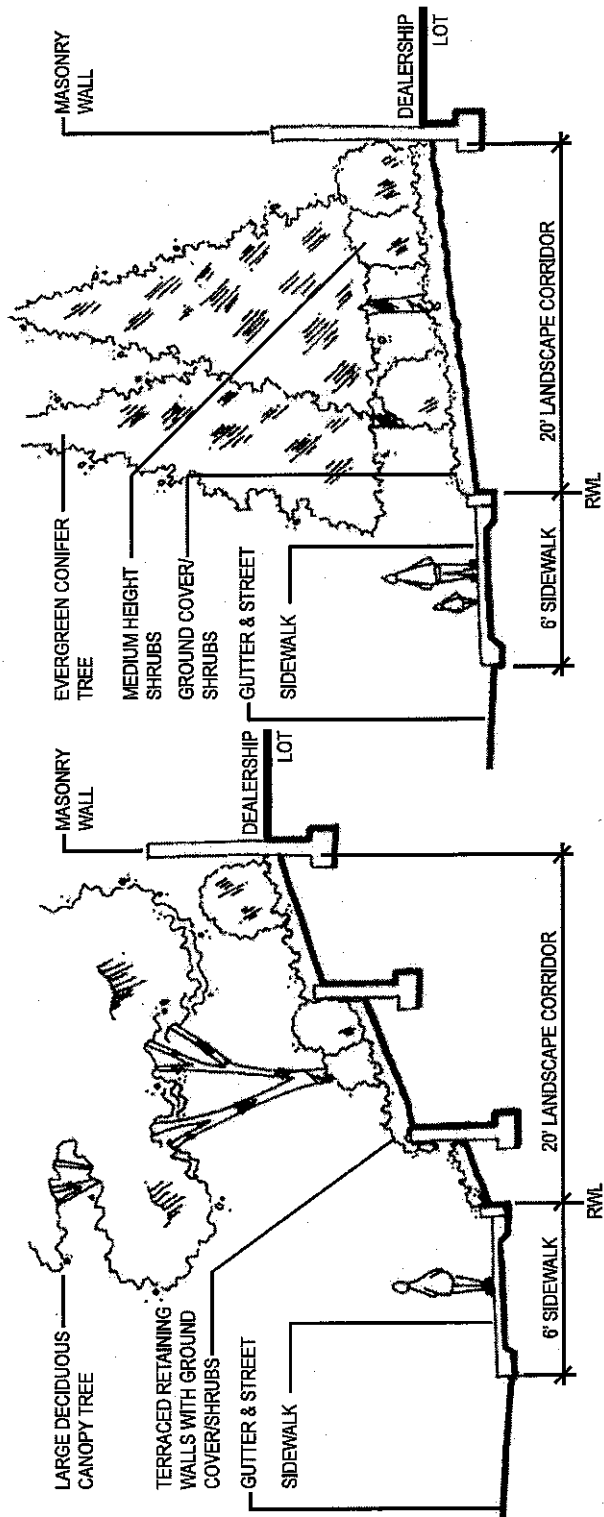 LARGE DECIDUOUS
CANOPY TREE
TERRACED RETAINING
WALLS WITH GROUND
COVER/SHRUBS
GUTTER & STREET
SIDEWALK
MASONRY
WALL
DEALERSHIP
LOT
6' SIDEWALK
20' LANDSCAPE CORRIDOR
RWL
EVERGREEN CONIFER
TREE
MEDIUM HEIGHT
SHRUBS
GROUND COVER/
SHRUBS
GUTTER & STREET
SIDEWALK
MASONRY
WALL
DEALERSHIP
LOT
6' SIDEWALK
20' LANDSCAPE CORRIDOR
RWL